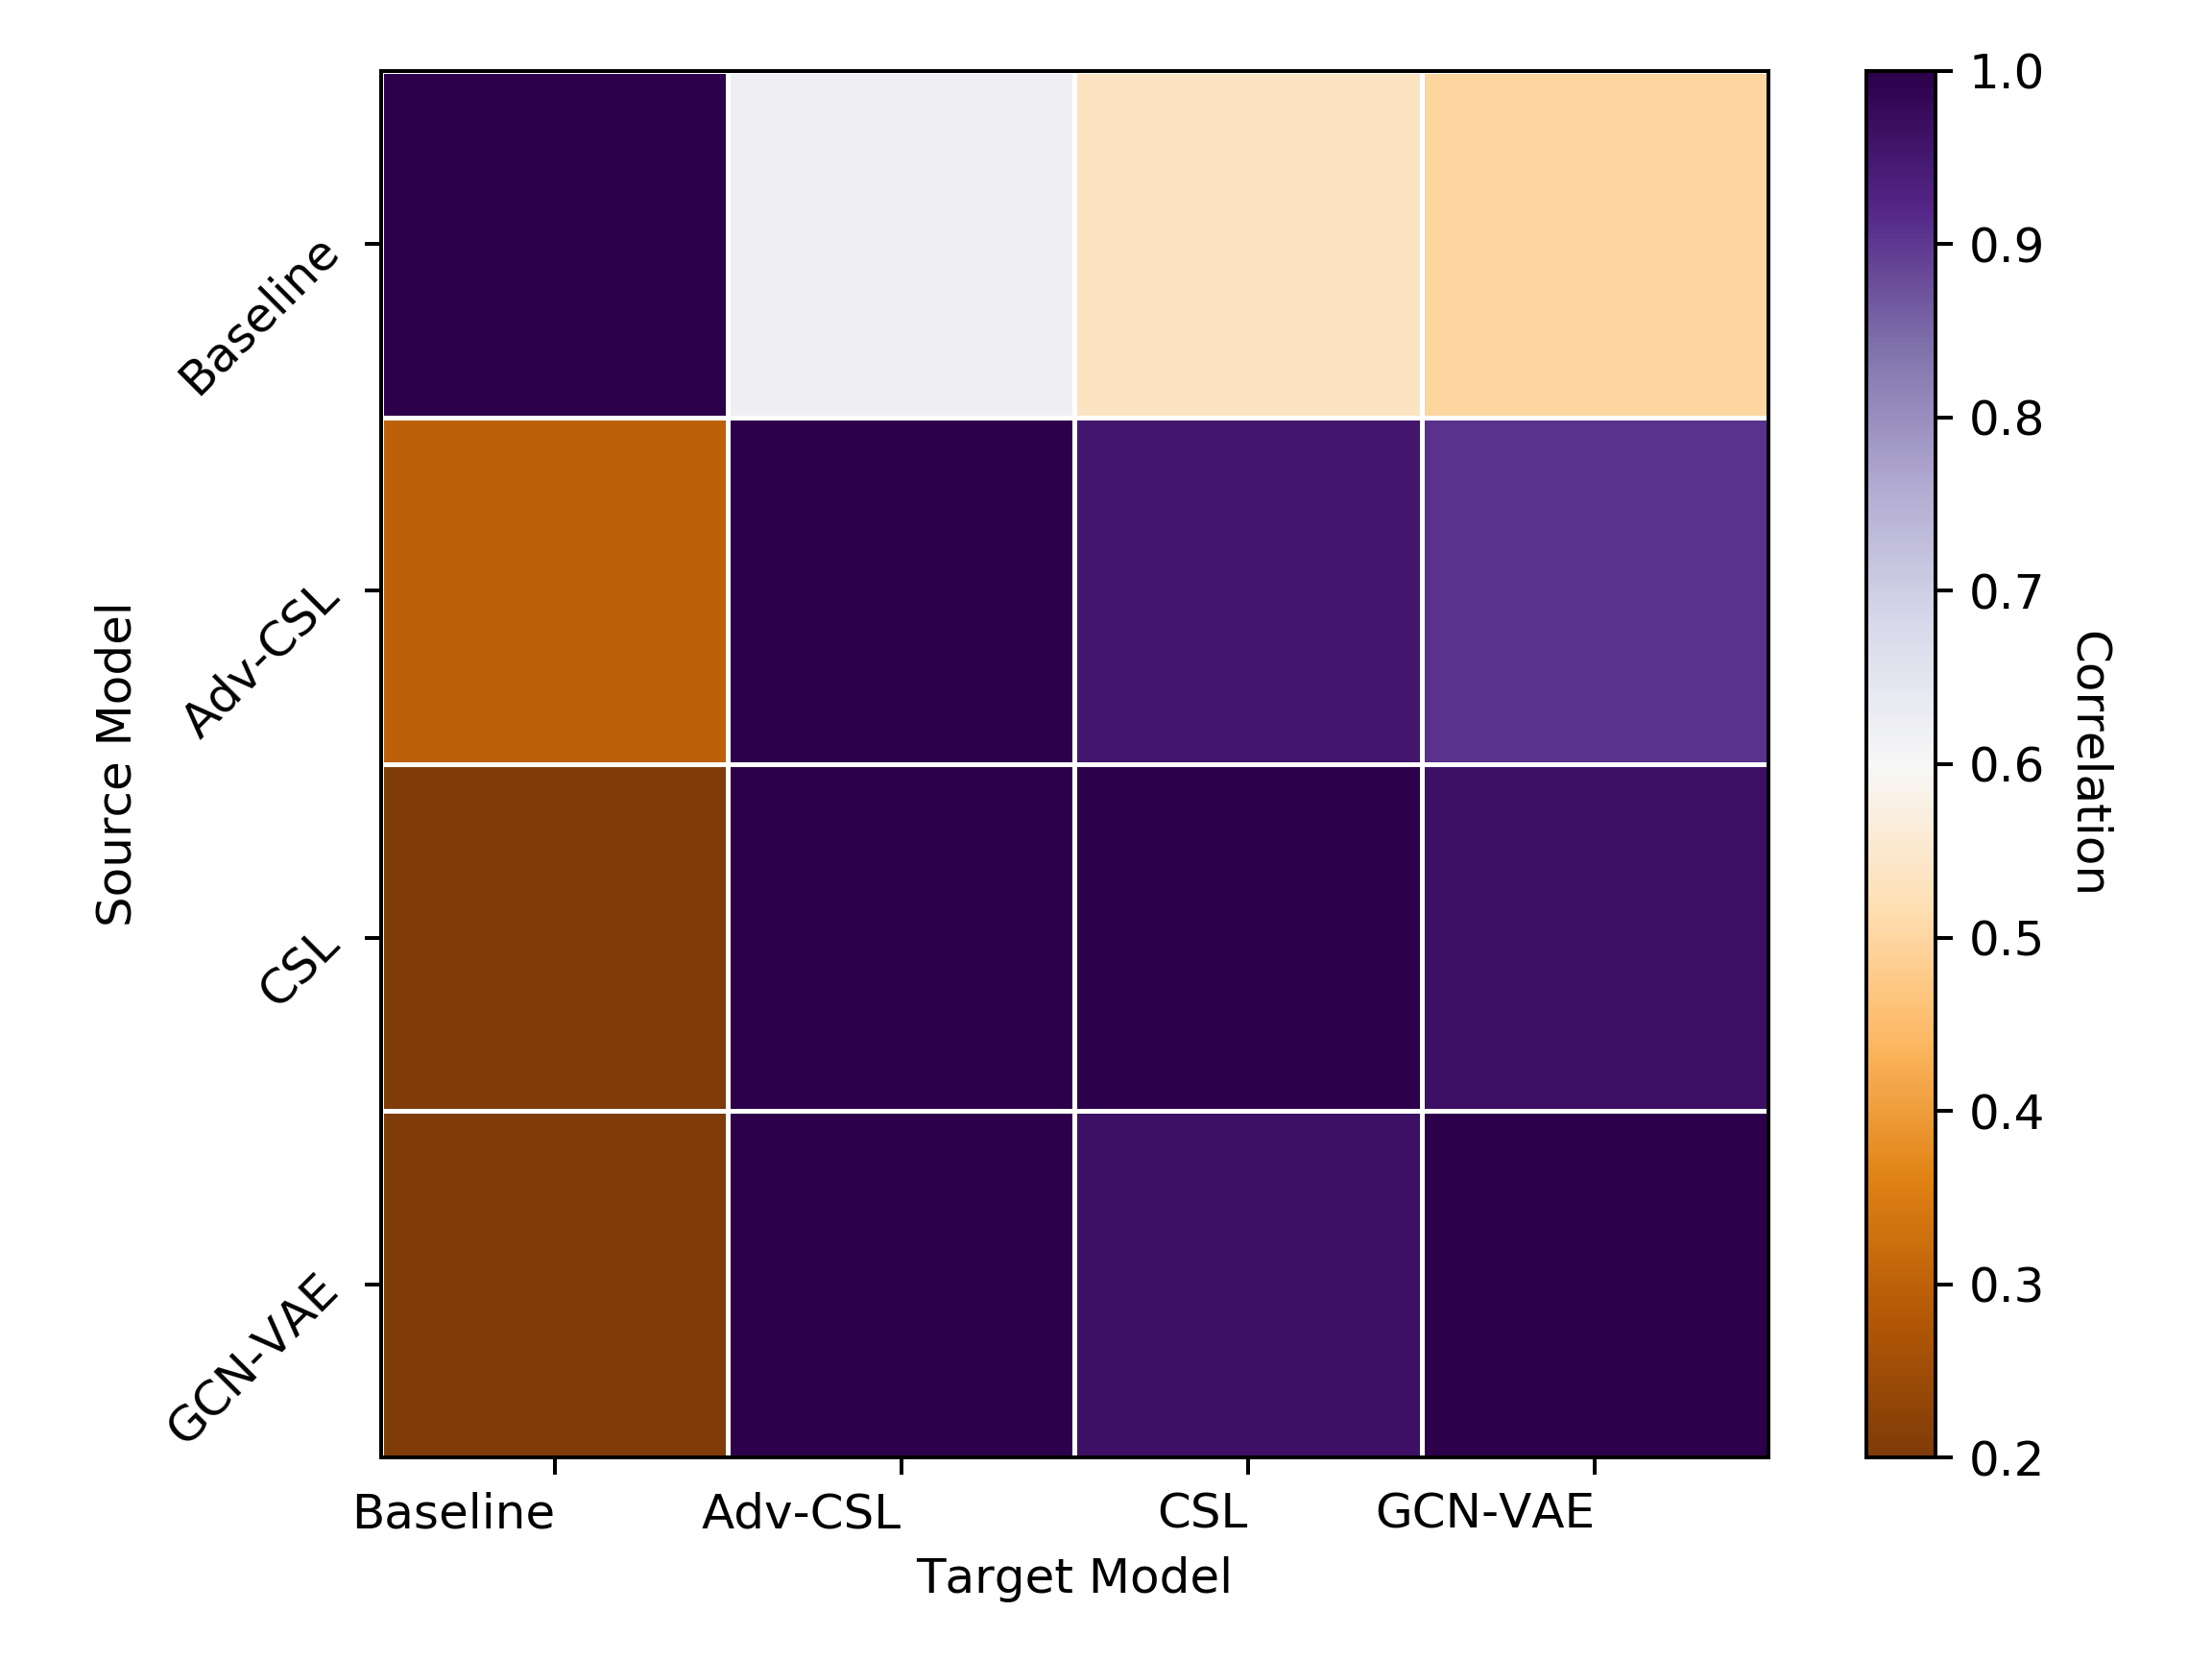 Source Model
Baseline
Adv-CSL
CSL
GCN-VAE
Baseline Adv-CSL CSL GCN-VAE
Target Model
1.0
0.9
0.8
0.7
0.6
0.5
0.4
0.3
0.2
Correlation